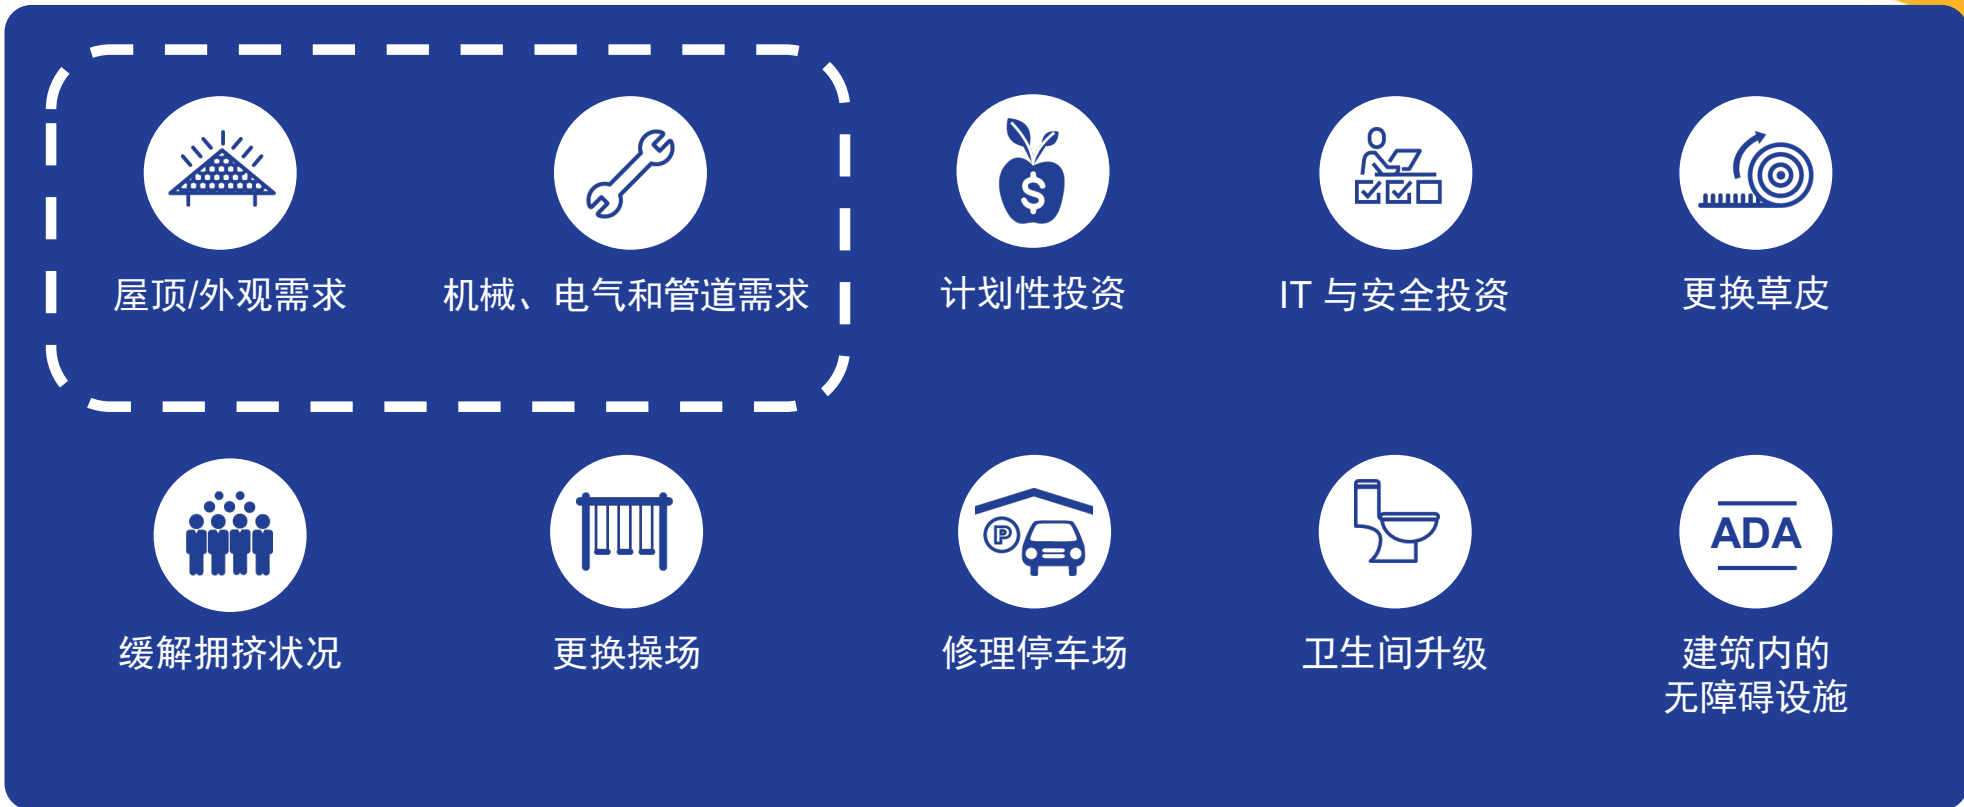 屋顶/外观需求
机械、电气和管道需求
$
计划性投资
IT 与安全投资
更换草皮
缓解拥挤状况
更换操场
P
修理停车场
卫生间升级
ADA
建筑内的
无障碍设施